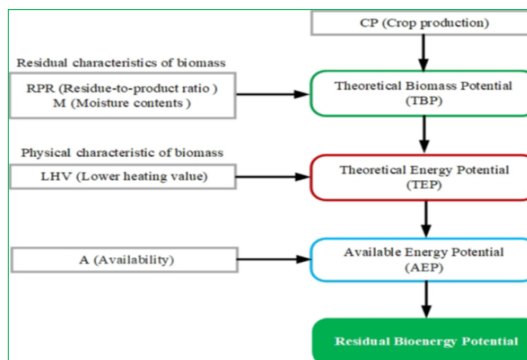 CP (Crop production)
Residual characteristics of biomass
RPR (Residue-to-product ratio )
M (Moisture contents )
Theoretical Biomass Potential
(TBP)
Physical characteristic of biomass
LHV (Lower heating value)
Theoretical Energy Potential
(TEP)
A (Availability)
Available Energy Potential
(AEP)
Residual Bioenergy Potential